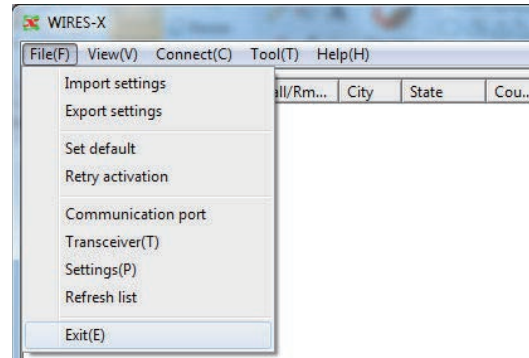 WIRES-X
File(F) View(V) Connect(C) Tool(T) Help(H)
all/Rm... City State Cou..
Import settings
Export settings
Set default
Retry activation
Communication port
Transceiver(T)
Settings(P)
Refresh list
Exit(E)